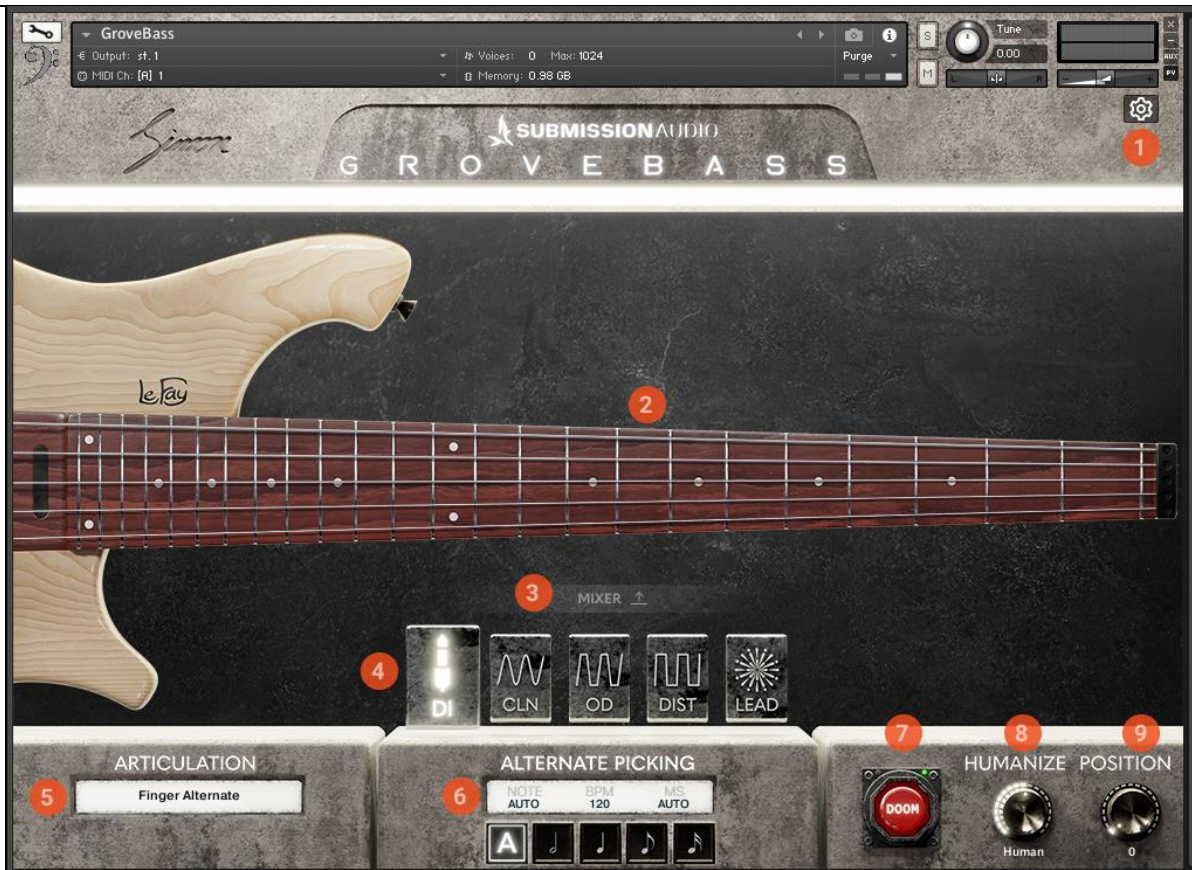 GroveBass
S
Tune
Output: st. 1
Voices: 0 Max: 1024
Purge
0.00
AUX
MIDI Ch: [A] 1
Memory: 0.98 GB
M
L
R
PV
Simon
SUBMISSIONAUDIO
GROVEBASS
1
LeFay
2
3
MIXER
4
DI
CLN
OD
DIST
LEAD
7
8
9
ARTICULATION
ALTERNATE PICKING
HUMANIZE
POSITION
5
Finger Alternate
6
NOTE
BPM
MS
AUTO
120
AUTO
DOOM
A
Human
0